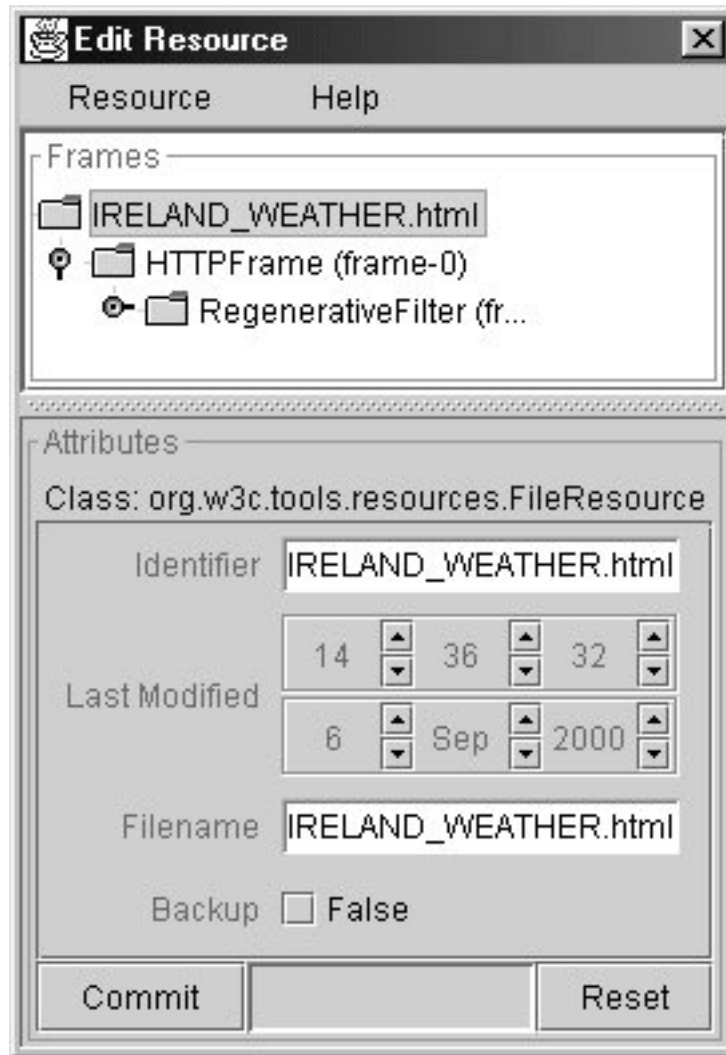 Edit Resource
Resource Help
Frames
IRELAND_WEATHER.html
HTTPFrame (frame-0)
RegenerativeFilter (fr...
Attributes
Class: org.w3c.tools.resources.FileResource
Identifier IRELAND_WEATHER.html
14 36 32
Last Modified
6 Sep 2000
Filename IRELAND_WEATHER.html
Backup False
Commit Reset